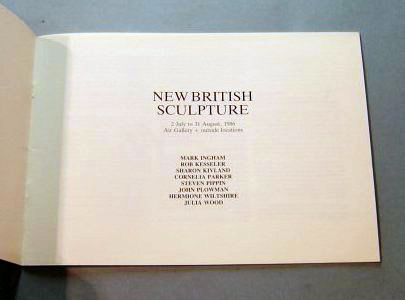 NEW BRITISH
SCULPTURE
2 July to 31 August, 1986
Air Gallery + outside locations
MARK INGHAM
ROB KESSELER
SHARON KIVLAND
CORNELIA PARKER
STEVEN PIPPIN
JOHN PLOWMAN
HERMIONE WILTSHIRE
JULIA WOOD